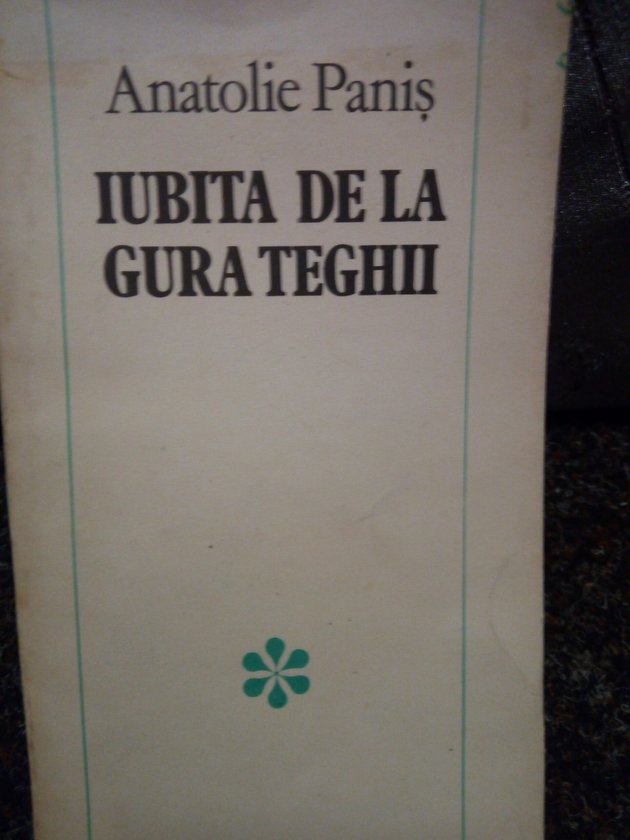 Anatolie Paniș
IUBITA DE LA
GURA TEGHII